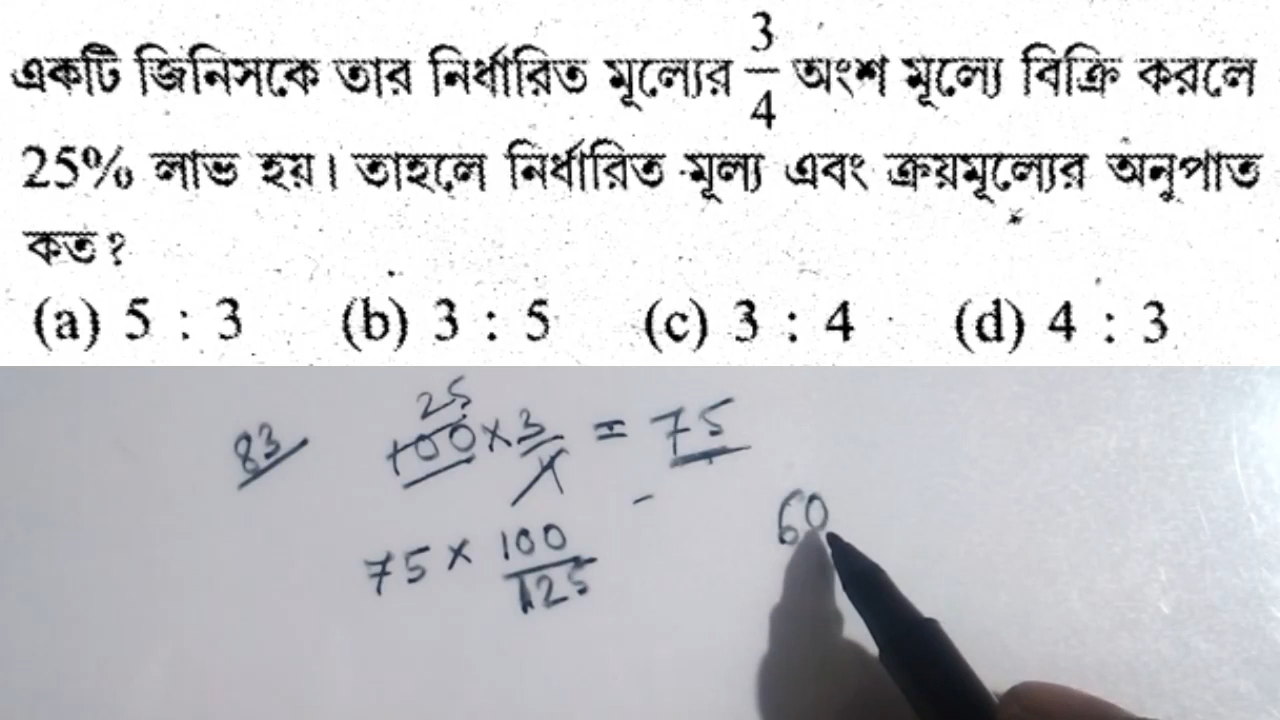 একটি জিনিসকে তার নির্ধারিত মূল্যের 3/4 অংশ মূল্যে বিক্রি করলে
25% লাভ হয়। তাহলে নির্ধারিত মূল্য এবং ক্রয়মূল্যের অনুপাত
কত?
(a) 5 : 3 (b) 3 : 5 (c) 3 : 4 (d) 4 : 3
25
83 100 × 3/4 = 75
60
75 × 100/125